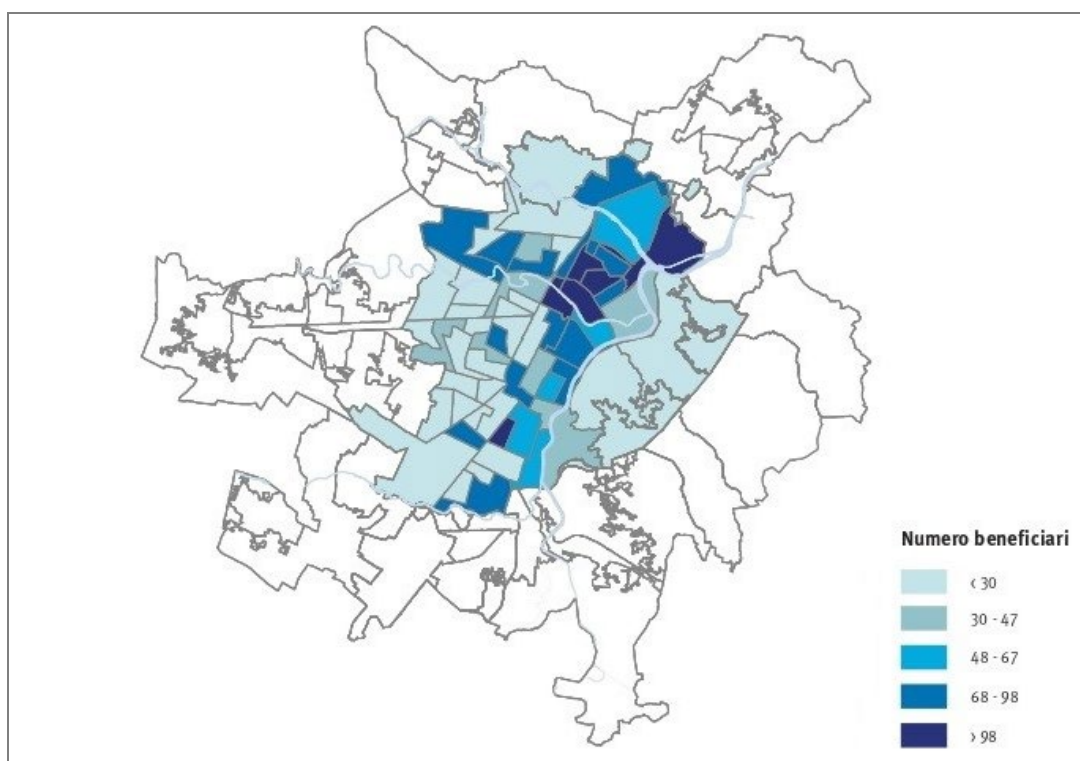 Numero beneficiari
‹ 30
30 - 47
48 - 67
68 - 98
› 98